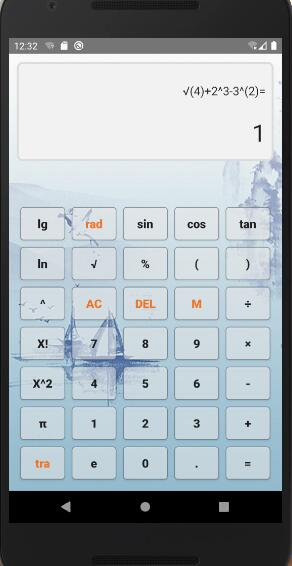 12:32
√(4)+2^3-3^(2)=
1
lg rad sin cos tan
ln √ % ( )
^ AC DEL M ÷
X! 7 8 9 ×
X^2 4 5 6 -
π 1 2 3 +
tra e 0 . =